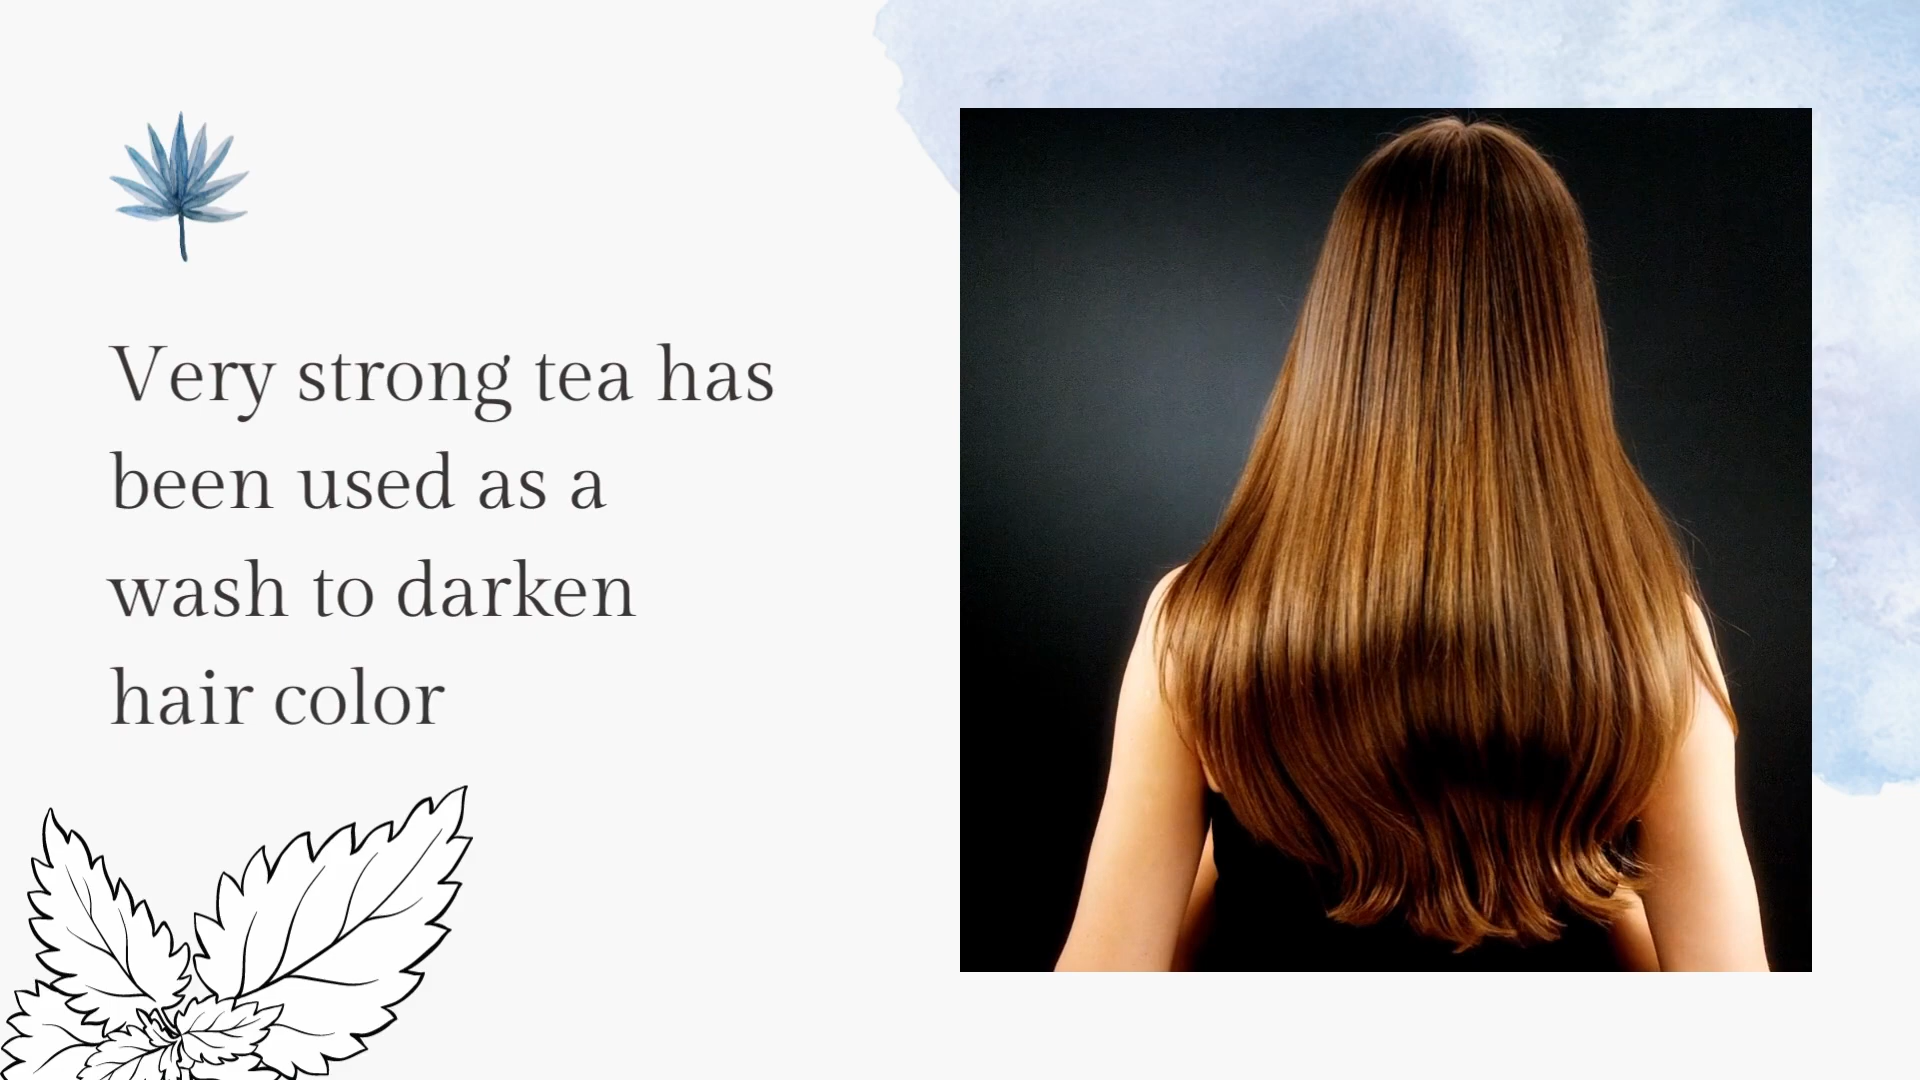 Very strong tea has
been used as a
wash to darken
hair color